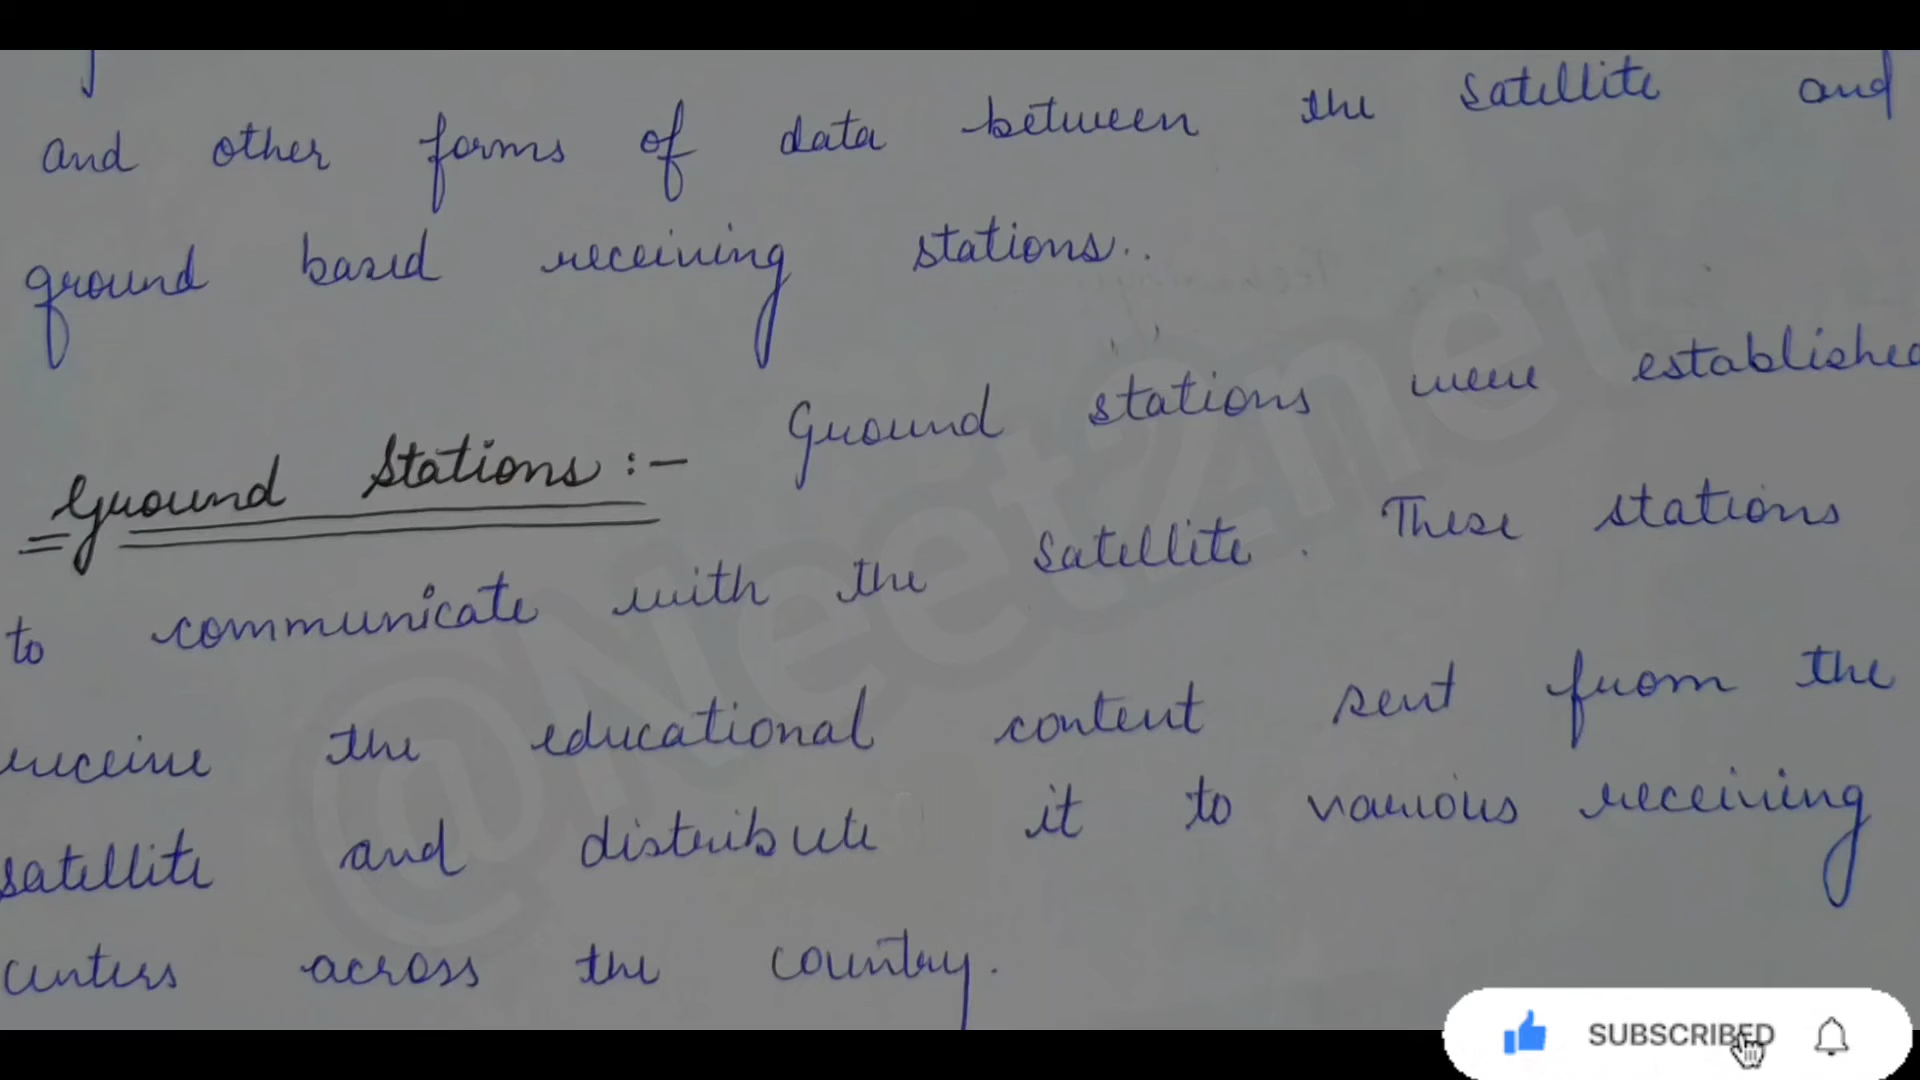 and other forms of data between the satellite and
ground based receiving stations..
Ground Stations :- Ground stations were established
to communicate with the satellite. These stations
receive the educational content sent from the
satellite and distribute it to various receiving
centers across the country.
@Neet2net
SUBSCRIBED